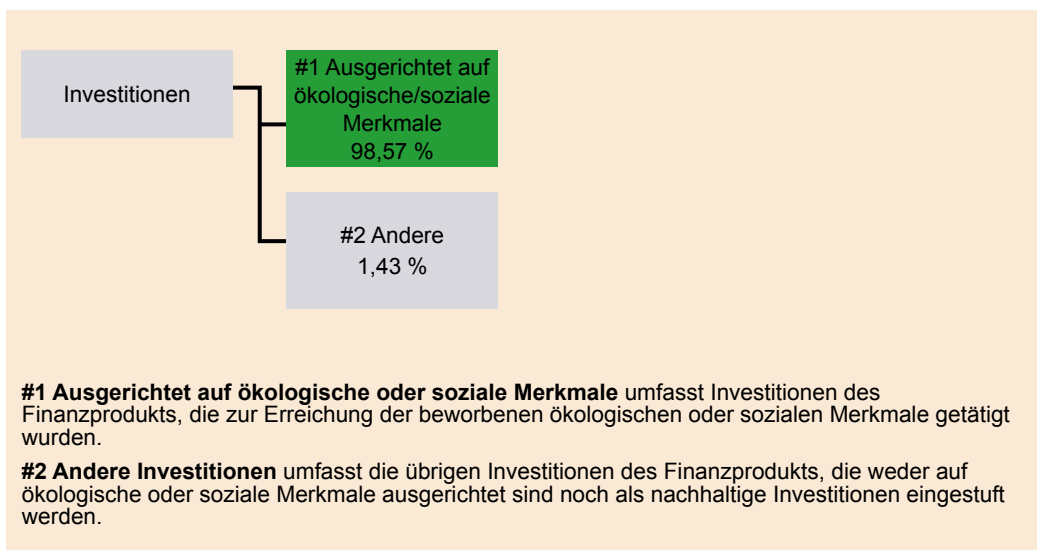 Investitionen
#1 Ausgerichtet auf
ökologische/soziale
Merkmale
98,57 %
#2 Andere
1,43 %
#1 Ausgerichtet auf ökologische oder soziale Merkmale umfasst Investitionen des
Finanzprodukts, die zur Erreichung der beworbenen ökologischen oder sozialen Merkmale getätigt
wurden.
#2 Andere Investitionen umfasst die übrigen Investitionen des Finanzprodukts, die weder auf
ökologische oder soziale Merkmale ausgerichtet sind noch als nachhaltige Investitionen eingestuft
werden.